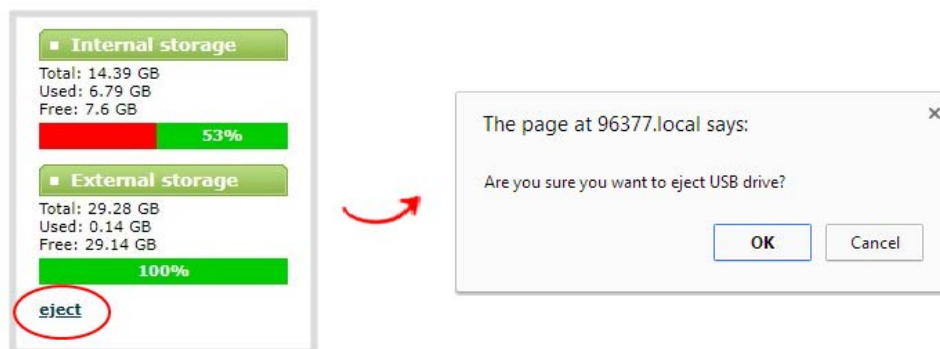 Internal storage
Total: 14.39 GB
Used: 6.79 GB
Free: 7.6 GB
53%
External storage
Total: 29.28 GB
Used: 0.14 GB
Free: 29.14 GB
100%
eject
The page at 96377.local says:
Are you sure you want to eject USB drive?
OK Cancel